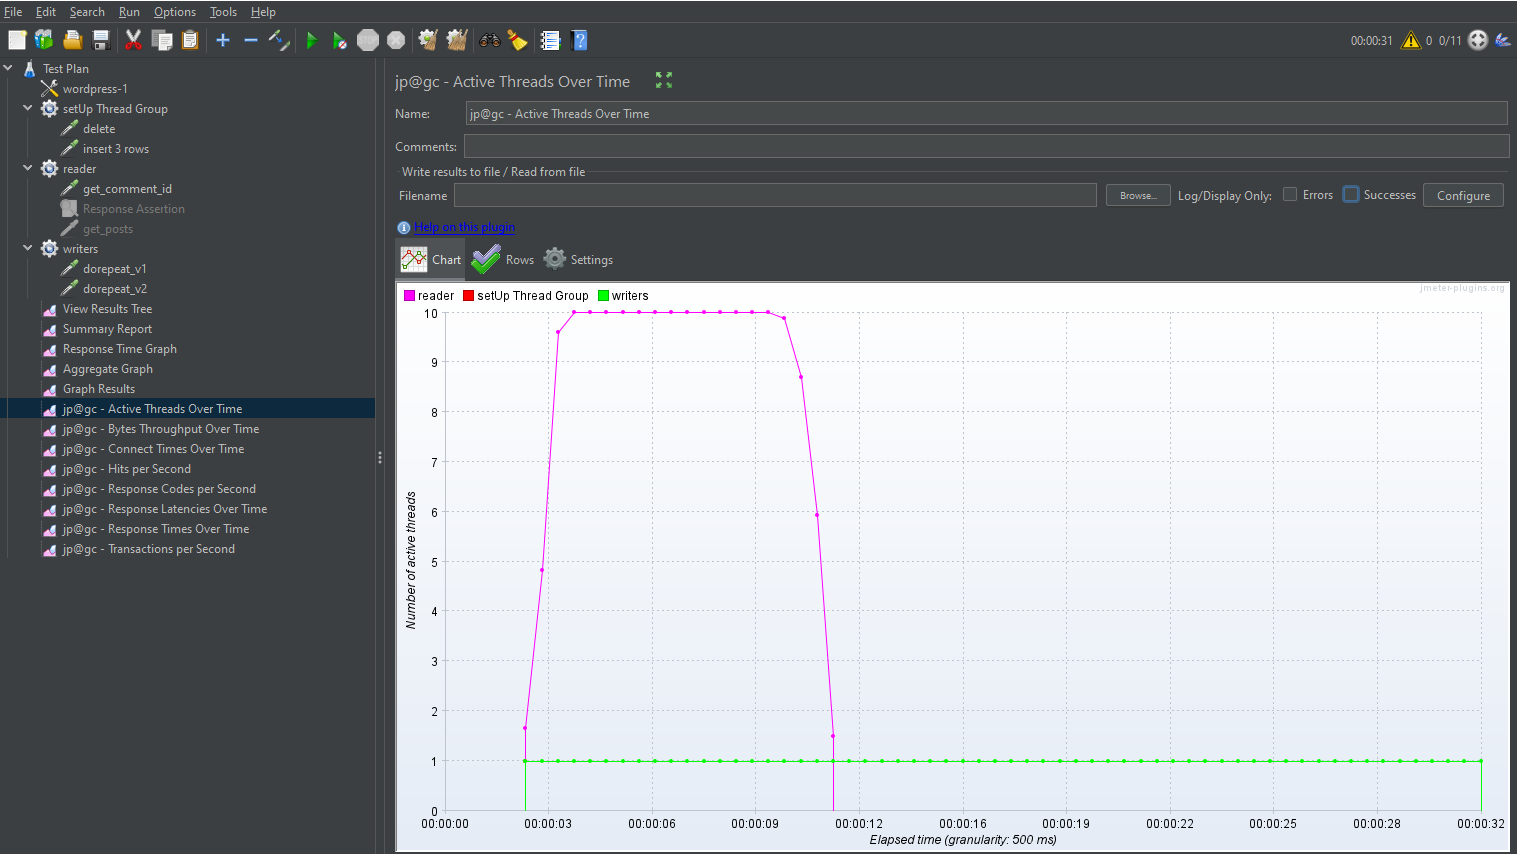 File Edit Search Run Options Tools Help
00:00:31 0 0/11
Test Plan
wordpress-1
setUp Thread Group
delete
insert 3 rows
reader
get_comment_id
Response Assertion
get_posts
writers
dorepeat_v1
dorepeat_v2
View Results Tree
Summary Report
Response Time Graph
Aggregate Graph
Graph Results
jp@gc - Active Threads Over Time
jp@gc - Bytes Throughput Over Time
jp@gc - Connect Times Over Time
jp@gc - Hits per Second
jp@gc - Response Codes per Second
jp@gc - Response Latencies Over Time
jp@gc - Response Times Over Time
jp@gc - Transactions per Second
jp@gc - Active Threads Over Time
Name: jp@gc - Active Threads Over Time
Comments:
Write results to file / Read from file
Filename Browse... Log/Display Only: Errors Successes Configure
Help on this plugin
Chart Rows Settings
jmeter-plugins.org
reader setUp Thread Group writers
10
9
8
7
6
5
4
3
2
1
0
Number of active threads
00:00:00 00:00:03 00:00:06 00:00:09 00:00:12 00:00:16 00:00:19 00:00:22 00:00:25 00:00:28 00:00:32
Elapsed time (granularity: 500 ms)